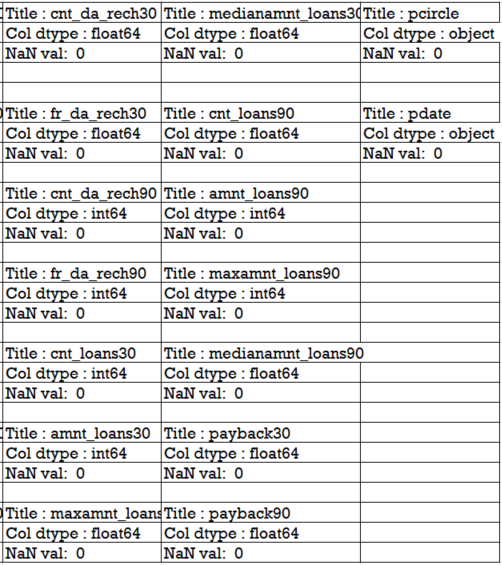 Title : cnt_da_rech30 Title : medianamnt_loans30 Title : pcircle
Col dtype : float64 Col dtype : float64 Col dtype : object
NaN val: 0 NaN val: 0 NaN val: 0
Title : fr_da_rech30 Title : cnt_loans90 Title : pdate
Col dtype : float64 Col dtype : float64 Col dtype : object
NaN val: 0 NaN val: 0 NaN val: 0
Title : cnt_da_rech90 Title : amnt_loans90
Col dtype : int64 Col dtype : int64
NaN val: 0 NaN val: 0
Title : fr_da_rech90 Title : maxamnt_loans90
Col dtype : int64 Col dtype : int64
NaN val: 0 NaN val: 0
Title : cnt_loans30 Title : medianamnt_loans90
Col dtype : int64 Col dtype : float64
NaN val: 0 NaN val: 0
Title : amnt_loans30 Title : payback30
Col dtype : int64 Col dtype : float64
NaN val: 0 NaN val: 0
Title : maxamnt_loans Title : payback90
Col dtype : float64 Col dtype : float64
NaN val: 0 NaN val: 0